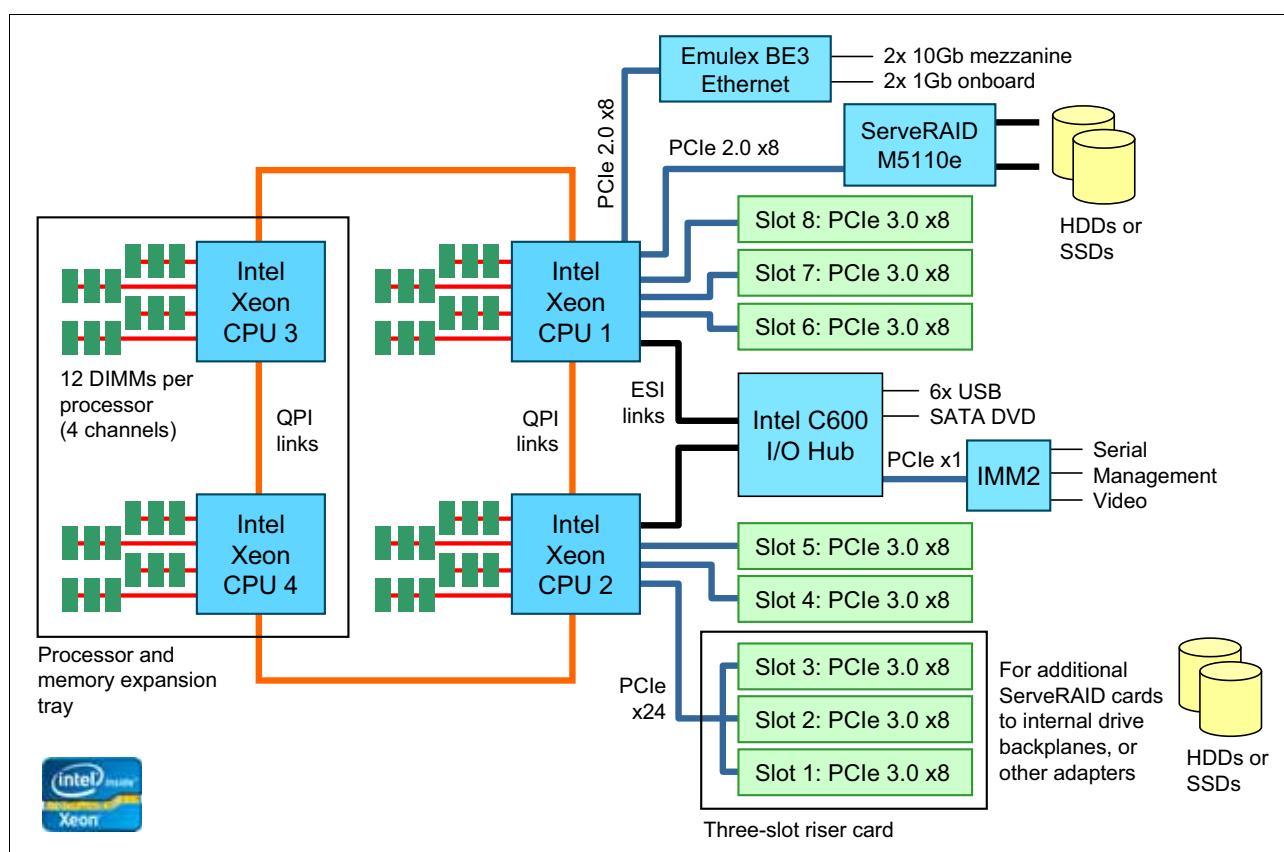 Emulex BE3
Ethernet
2x 10Gb mezzanine
2x 1Gb onboard
PCIe 2.0 x8
PCIe 2.0 x8
ServeRAID
M5110e
HDDs or
SSDs
Slot 8: PCIe 3.0 x8
Slot 7: PCIe 3.0 x8
Slot 6: PCIe 3.0 x8
Intel
Xeon
CPU 3
Intel
Xeon
CPU 1
12 DIMMs per
processor
(4 channels)
QPI
links
QPI
links
ESI
links
Intel C600
I/O Hub
6x USB
SATA DVD
PCIe x1
IMM2
Serial
Management
Video
Intel
Xeon
CPU 4
Intel
Xeon
CPU 2
Slot 5: PCIe 3.0 x8
Slot 4: PCIe 3.0 x8
Processor and
memory expansion
tray
PCIe
x24
Slot 3: PCIe 3.0 x8
Slot 2: PCIe 3.0 x8
Slot 1: PCIe 3.0 x8
For additional
ServeRAID cards
to internal drive
backplanes, or
other adapters
HDDs or
SSDs
Three-slot riser card
intel inside
Xeon